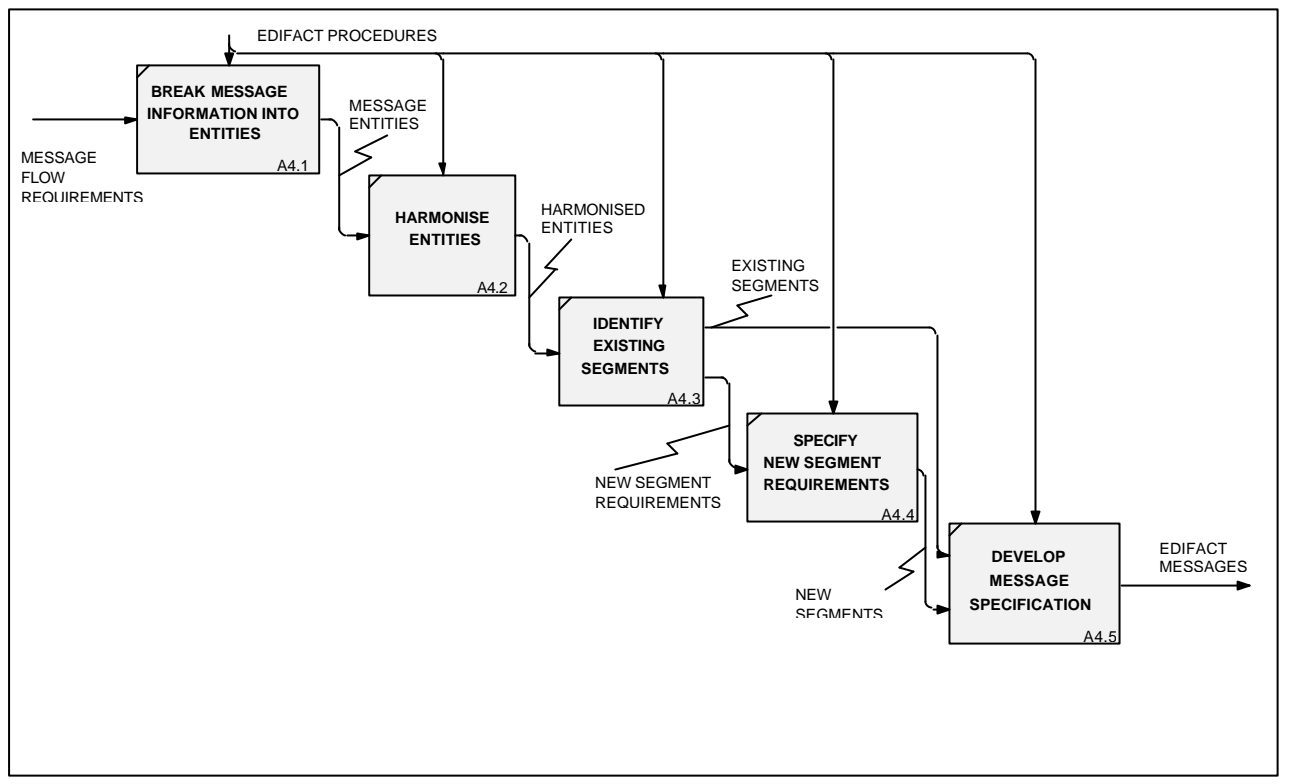 EDIFACT PROCEDURES
BREAK MESSAGE
INFORMATION INTO
ENTITIES
A4.1
MESSAGE
FLOW
REQUIREMENTS
MESSAGE
ENTITIES
HARMONISE
ENTITIES
A4.2
HARMONISED
ENTITIES
IDENTIFY
EXISTING
SEGMENTS
A4.3
EXISTING
SEGMENTS
NEW SEGMENT
REQUIREMENTS
SPECIFY
NEW SEGMENT
REQUIREMENTS
A4.4
NEW
SEGMENTS
DEVELOP
MESSAGE
SPECIFICATION
A4.5
EDIFACT
MESSAGES